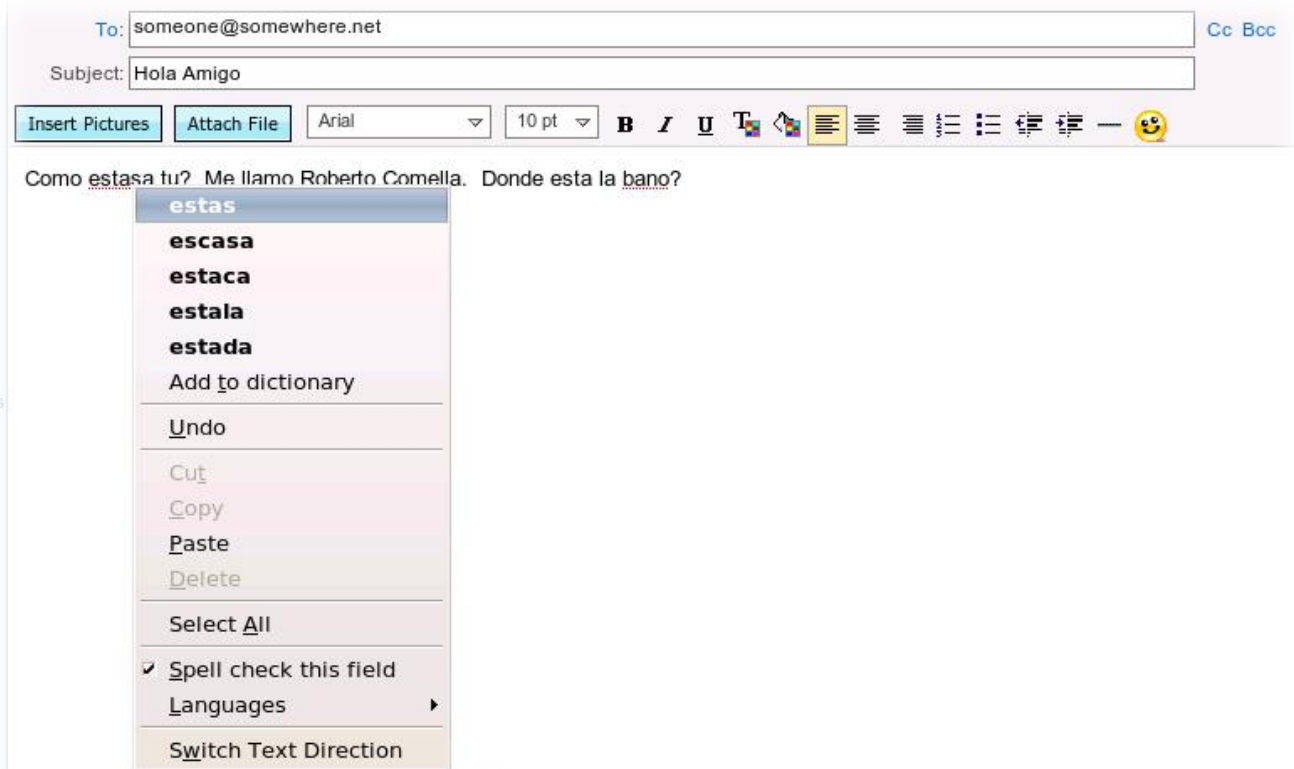 To: someone@somewhere.net Cc Bcc
Subject: Hola Amigo
Insert Pictures Attach File Arial 10 pt B I U T
Como estasa tu? Me llamo Roberto Comella. Donde esta la bano?
estas
escasa
estaca
estala
estada
Add to dictionary
Undo
Cut
Copy
Paste
Delete
Select All
Spell check this field
Languages
Switch Text Direction